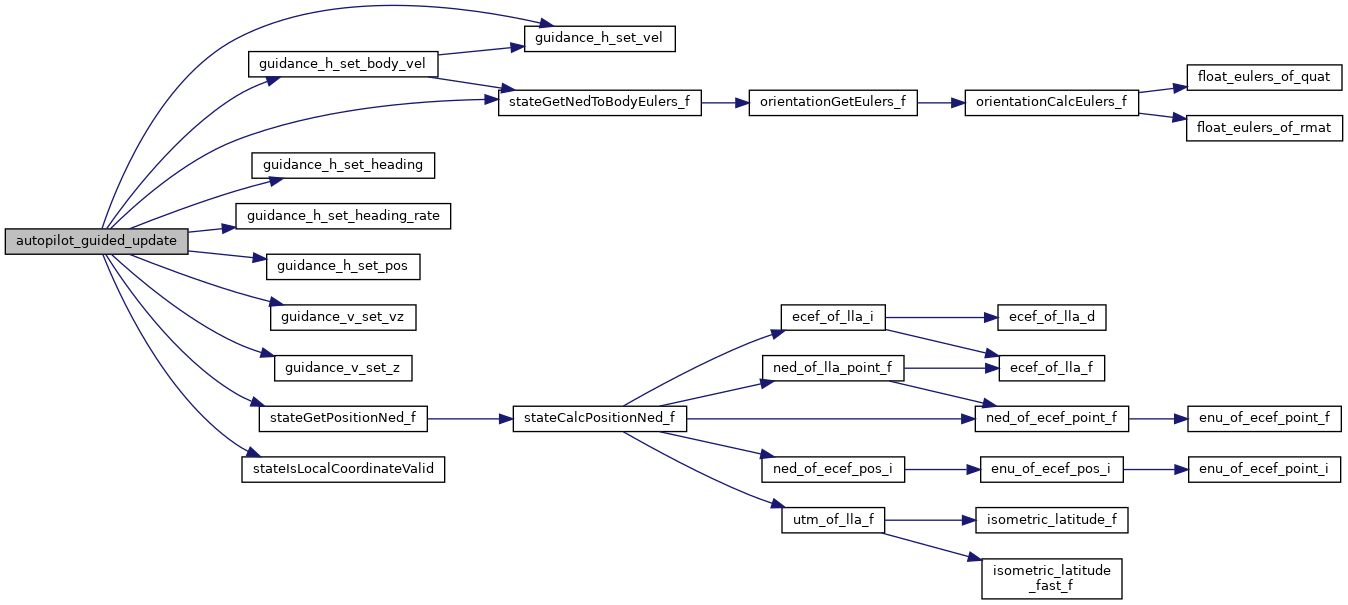 autopilot_guided_update
guidance_h_set_vel
guidance_h_set_body_vel
stateGetNedToBodyEulers_f
orientationGetEulers_f
orientationCalcEulers_f
float_eulers_of_quat
float_eulers_of_rmat
guidance_h_set_heading
guidance_h_set_heading_rate
guidance_h_set_pos
guidance_v_set_vz
guidance_v_set_z
stateGetPositionNed_f
stateIsLocalCoordinateValid
stateCalcPositionNed_f
ecef_of_lla_i
ecef_of_lla_d
ned_of_lla_point_f
ecef_of_lla_f
ned_of_ecef_point_f
enu_of_ecef_point_f
ned_of_ecef_pos_i
enu_of_ecef_pos_i
enu_of_ecef_point_i
utm_of_lla_f
isometric_latitude_f
isometric_latitude
_fast_f